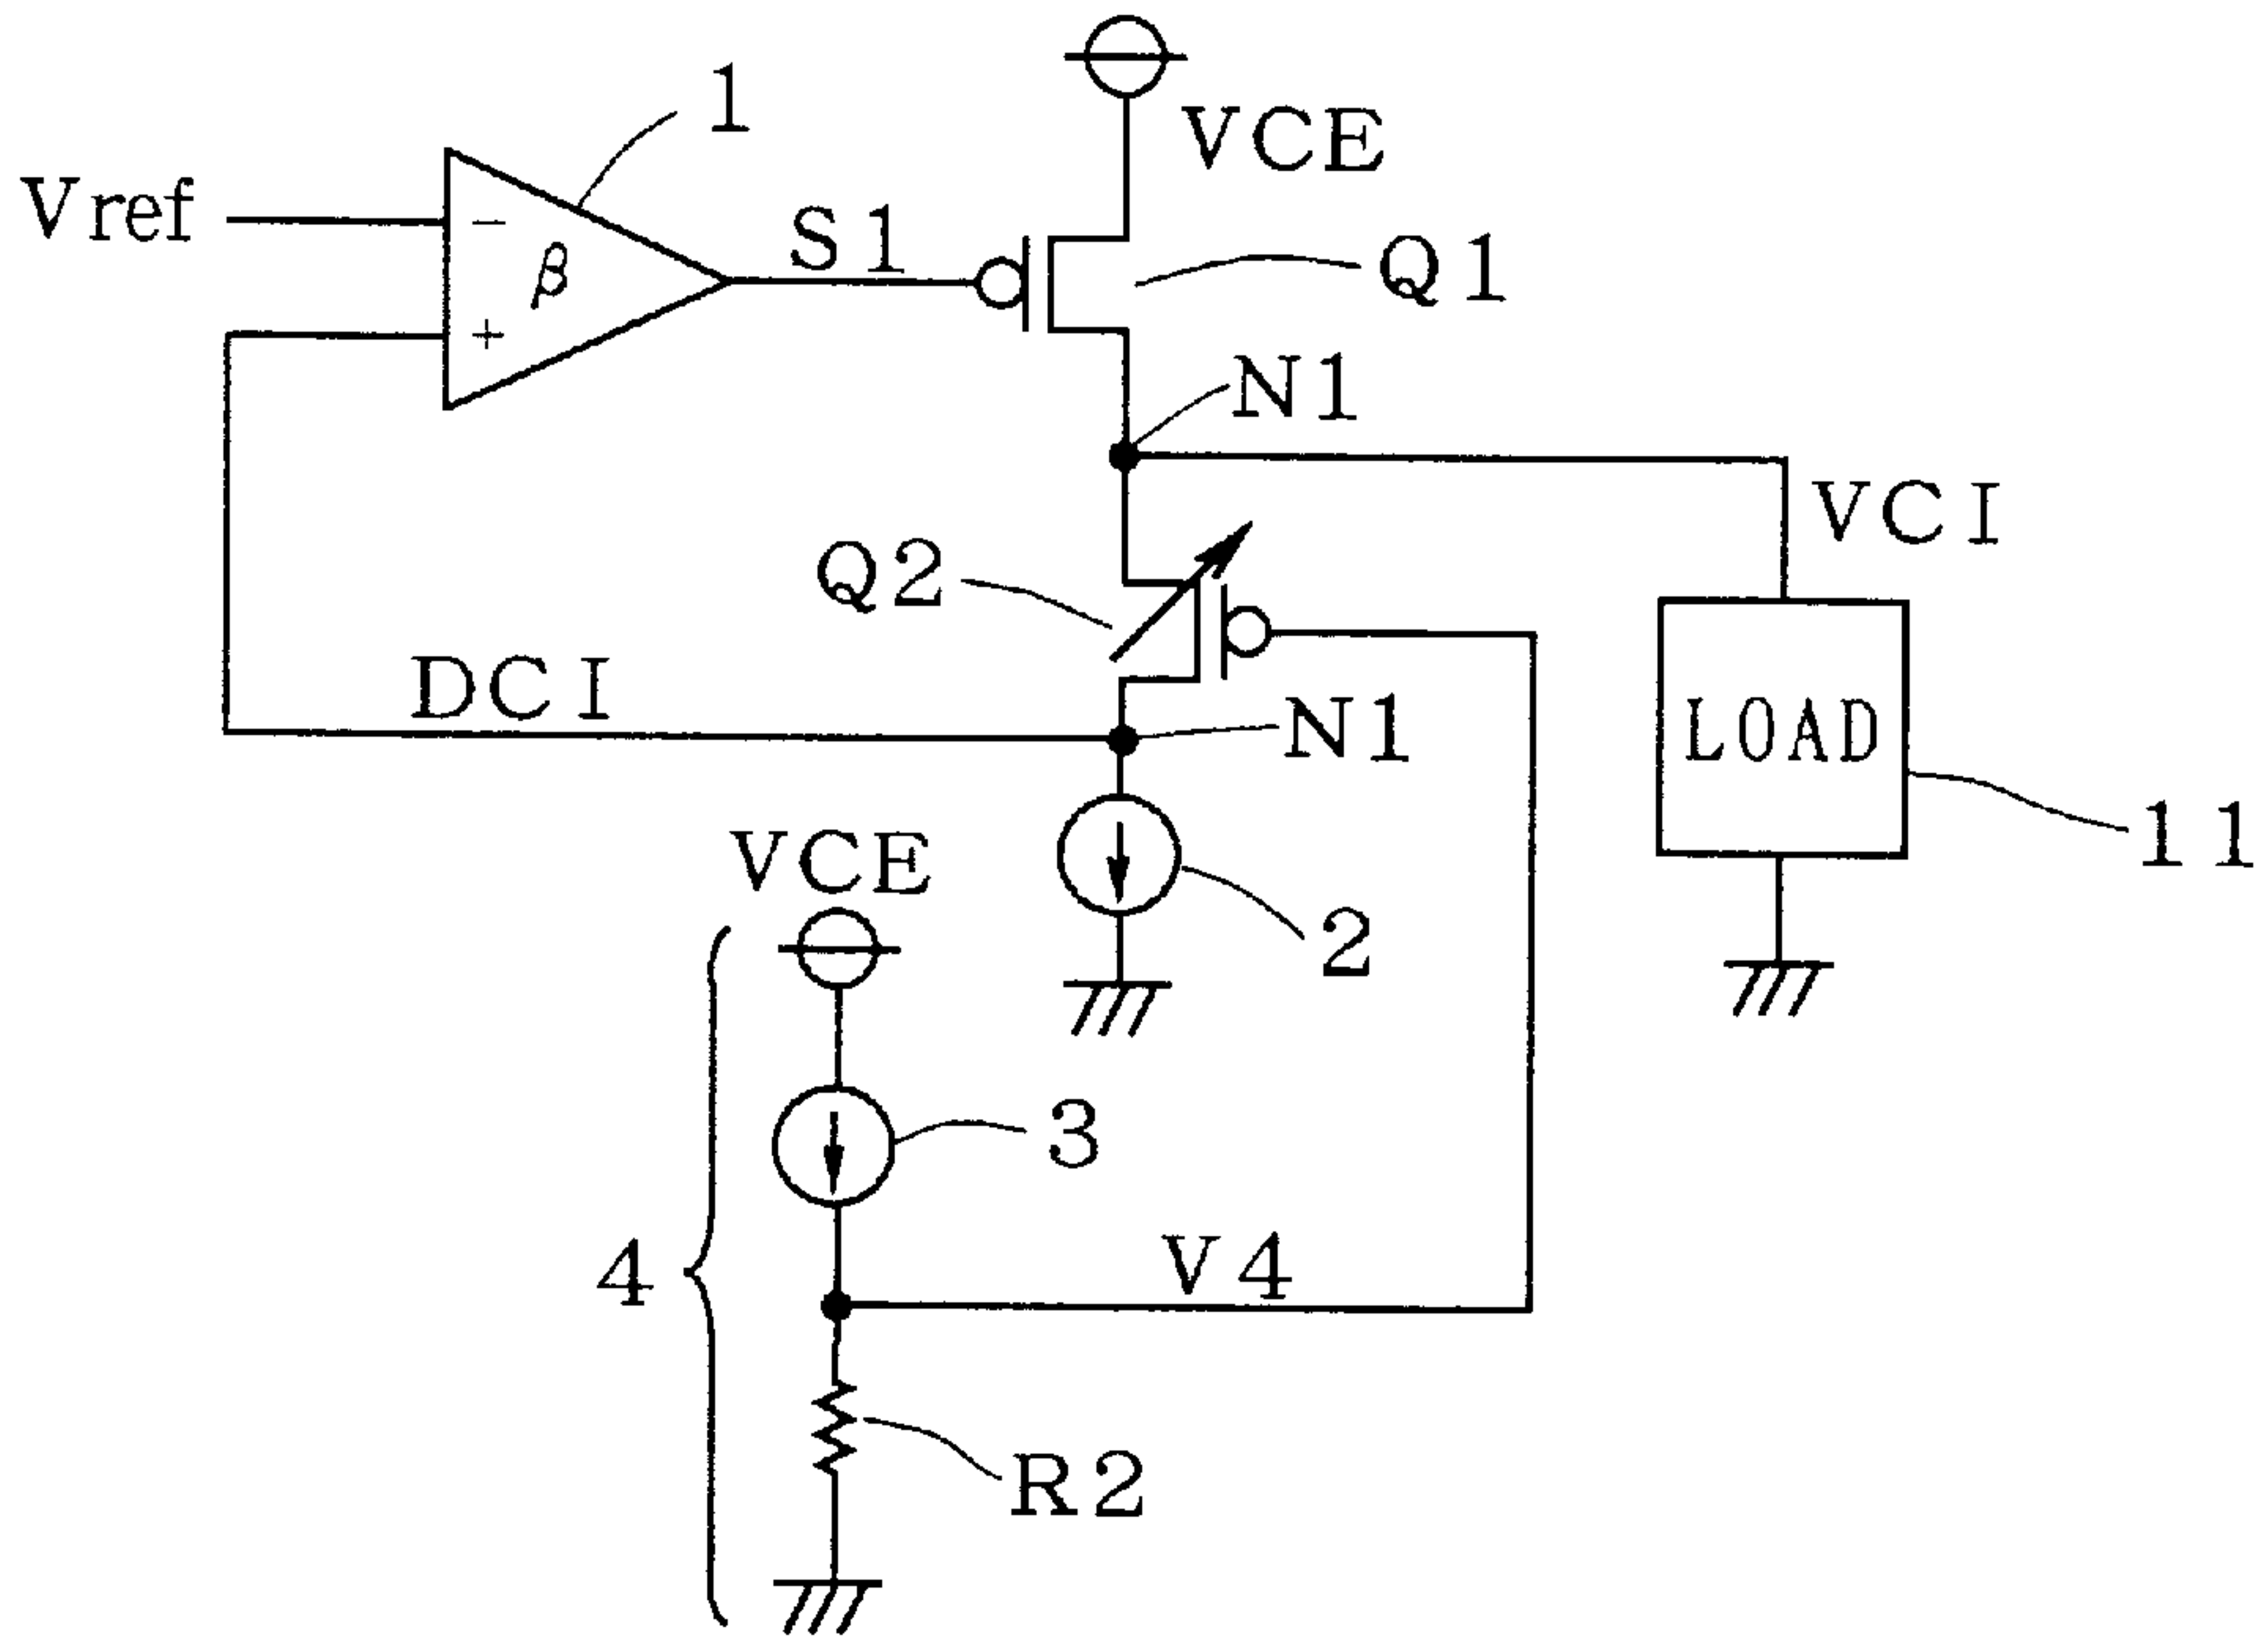 1
VCE
Vref
−
β
+
S1
Q1
N1
VCI
Q2
DCI
N1
LOAD
11
VCE
2
3
4
V4
R2